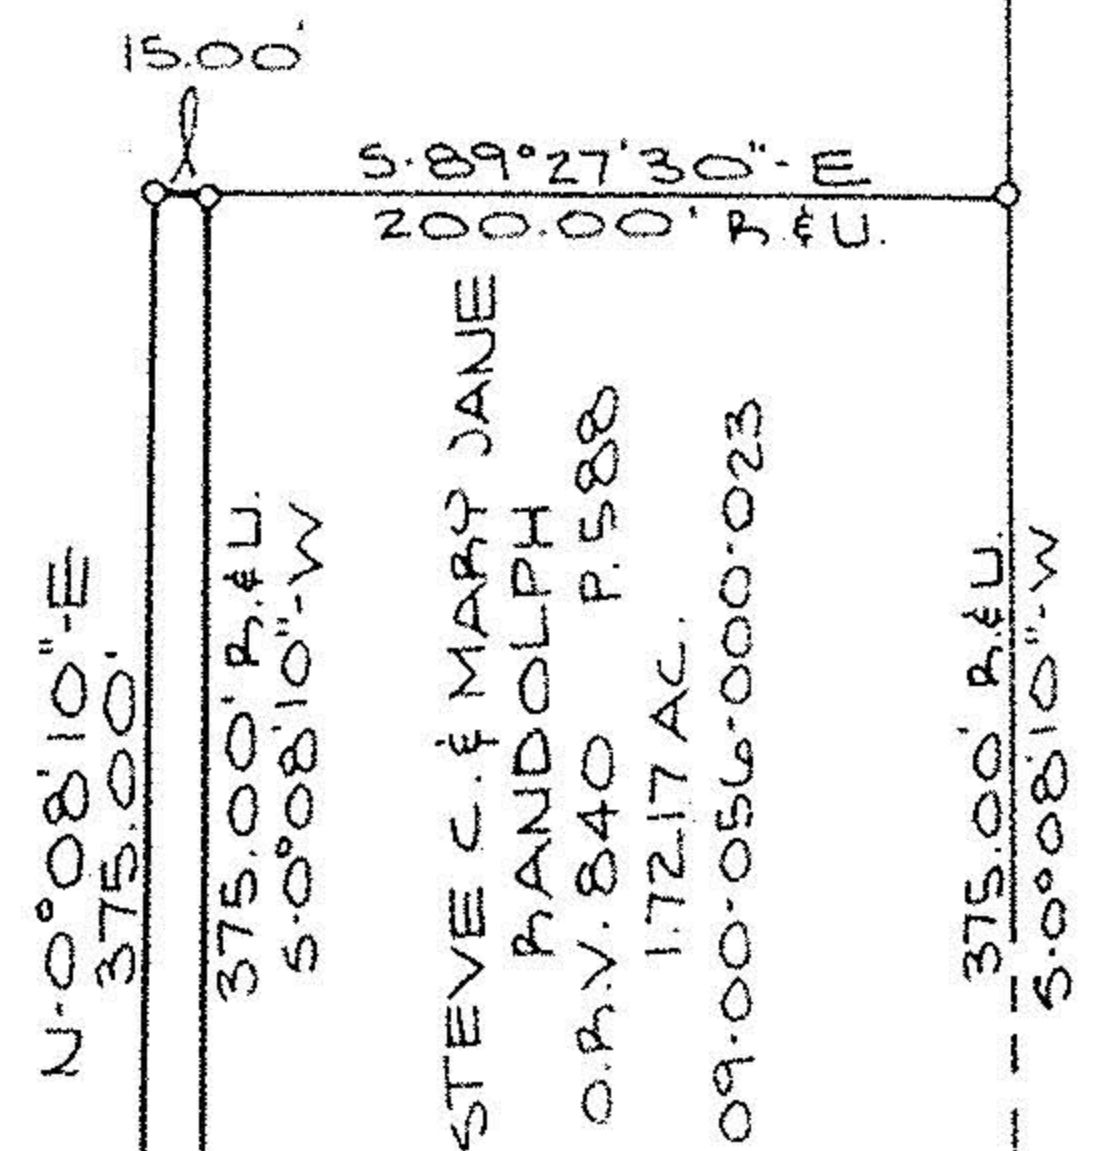 15.00'
S·89°27'30"-E
200.00' R.&U.
N·0°08'10"-E
375.00'
375.00' R.&U.
S·0°08'10"-W
STEVE C. & MARY JANE
RANDOLPH
O.R.V. 840 P. 588
1.7217 AC.
09·00·056·000·023
375.00' R.&U.
S·0°08'10"-W